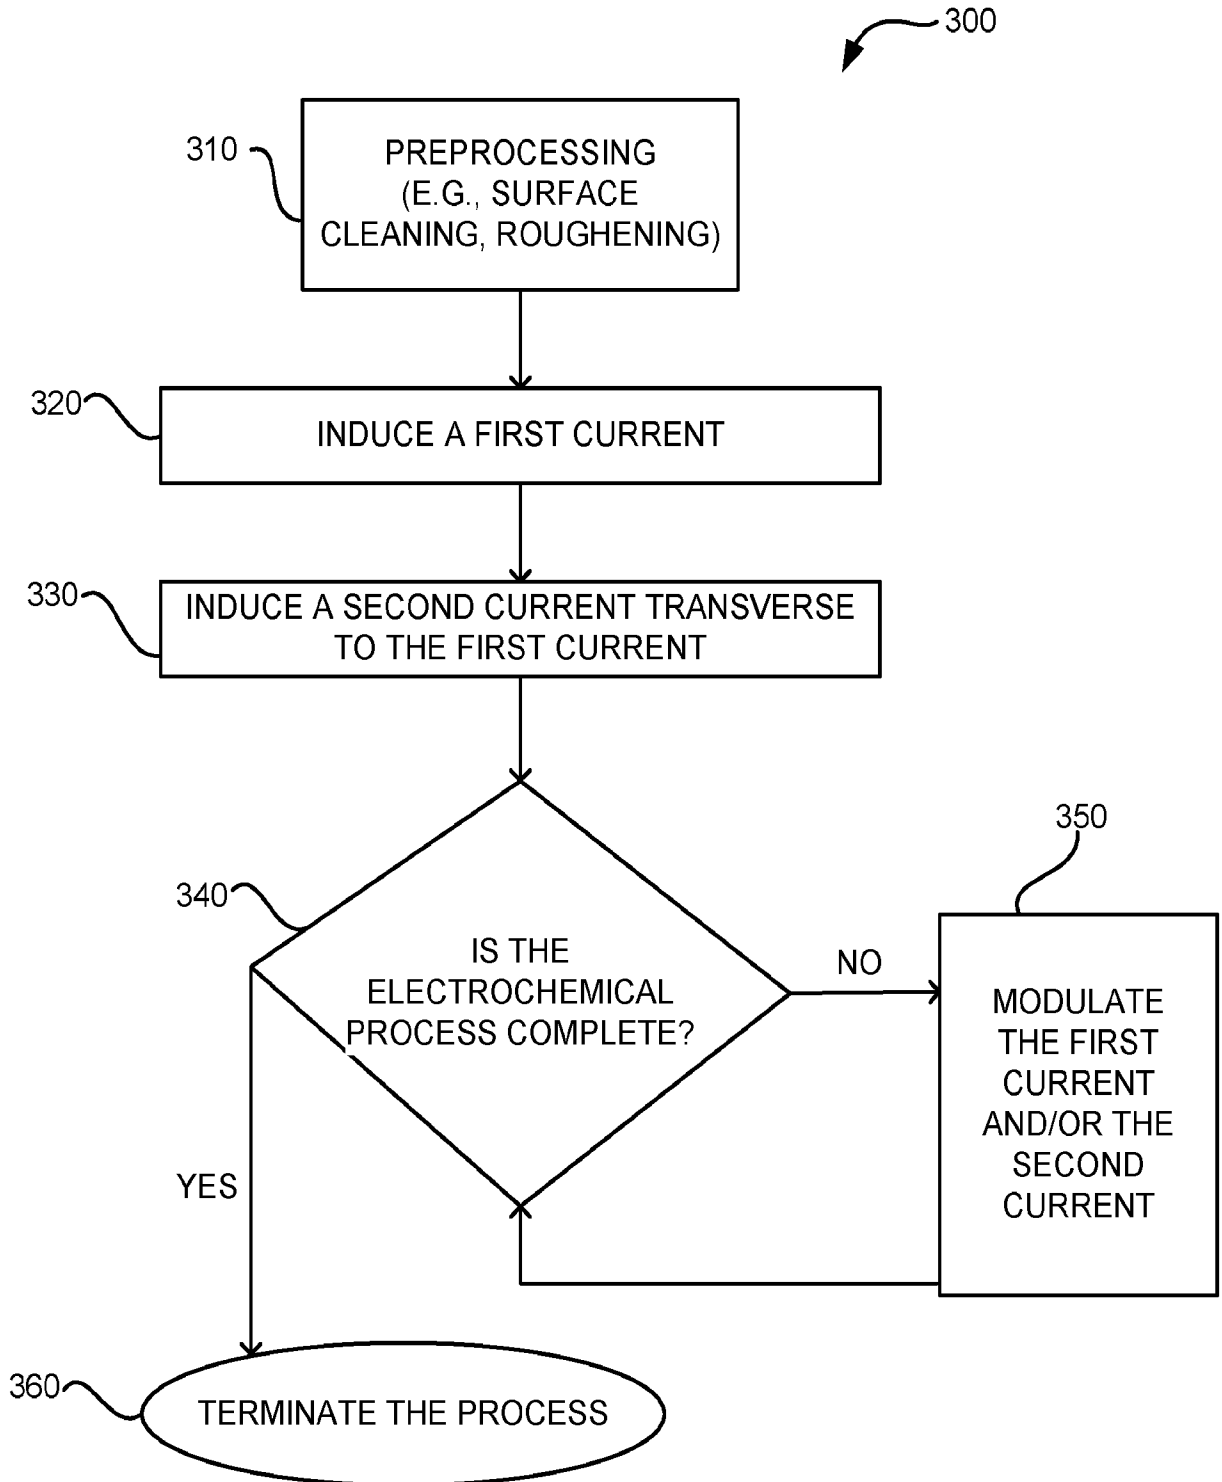 300
310
PREPROCESSING
(E.G., SURFACE
CLEANING, ROUGHENING)
320
INDUCE A FIRST CURRENT
330
INDUCE A SECOND CURRENT TRANSVERSE
TO THE FIRST CURRENT
340
IS THE
ELECTROCHEMICAL
PROCESS COMPLETE?
NO
350
MODULATE
THE FIRST
CURRENT
AND/OR THE
SECOND
CURRENT
YES
360
TERMINATE THE PROCESS